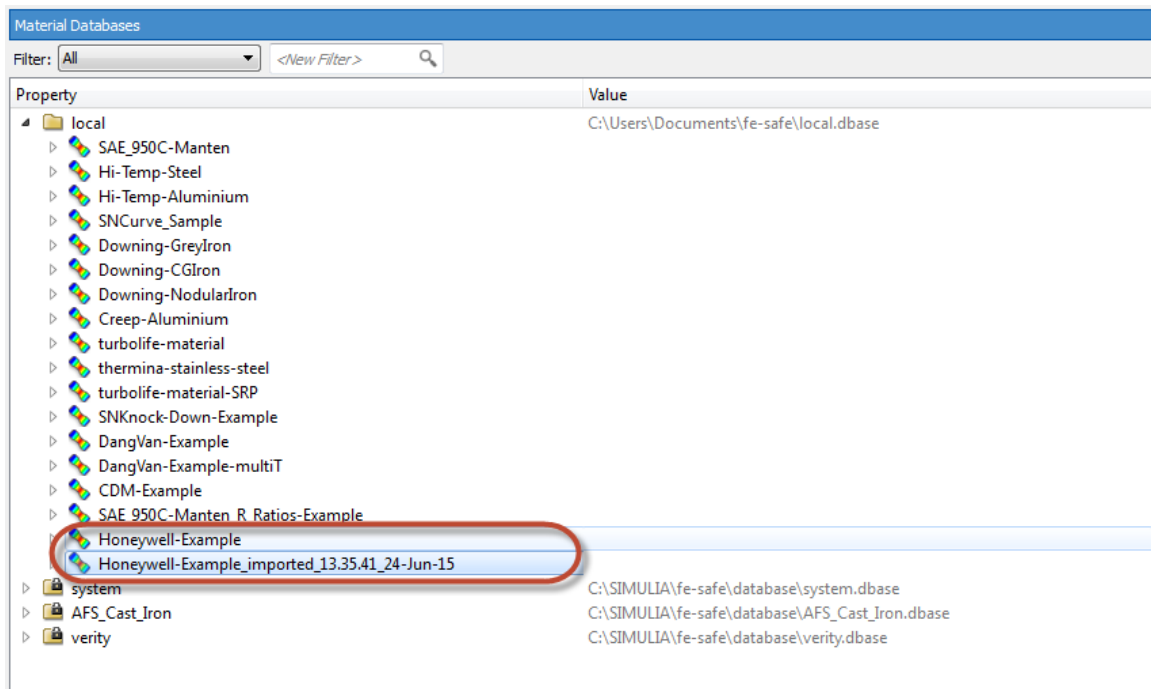 Material Databases
Filter: All <New Filter>
Property Value
local C:\Users\Documents\fe-safe\local.dbase
SAE_950C-Manten
Hi-Temp-Steel
Hi-Temp-Aluminium
SNCurve_Sample
Downing-GreyIron
Downing-CGIron
Downing-NodularIron
Creep-Aluminium
turbolife-material
thermina-stainless-steel
turbolife-material-SRP
SNKnock-Down-Example
DangVan-Example
DangVan-Example-multiT
CDM-Example
SAE_950C-Manten_R_Ratios-Example
Honeywell-Example
Honeywell-Example_imported_13.35.41_24-Jun-15
system C:\SIMULIA\fe-safe\database\system.dbase
AFS_Cast_Iron C:\SIMULIA\fe-safe\database\AFS_Cast_Iron.dbase
verity C:\SIMULIA\fe-safe\database\verity.dbase